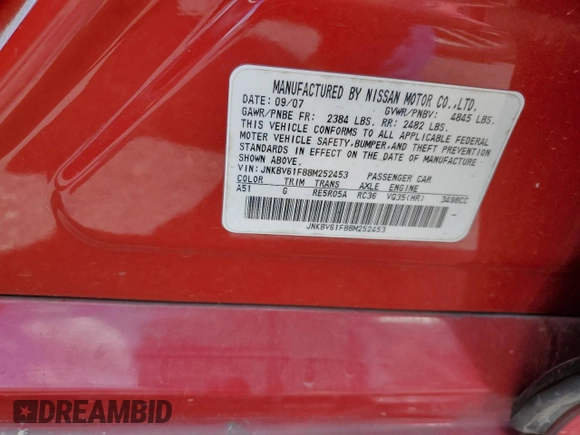 MANUFACTURED BY NISSAN MOTOR CO.,LTD.
DATE: 09/07 GVWR/PNBV: 4845 LBS.
GAWR/PNBE FR: 2384 LBS. RR: 2482 LBS.
THIS VEHICLE CONFORMS TO ALL APPLICABLE FEDERAL
MOTOR VEHICLE SAFETY,BUMPER,AND THEFT PREVENTION
STANDARDS IN EFFECT ON THE DATE OF MANUFACTURE
SHOWN ABOVE.
VIN: JNKBV61F88M252453 PASSENGER CAR
COLOR TRIM TRANS AXLE ENGINE
A51 G RE5R05A RC36 VQ35(HR) 3498CC
JNKBV61F88M252453
DREAMBID